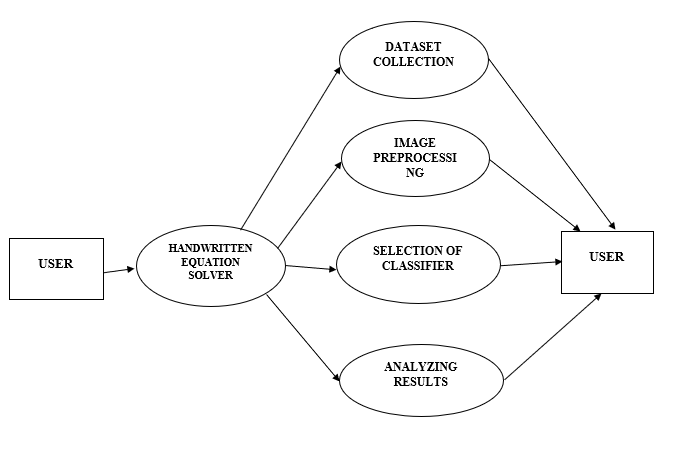 DATASET
COLLECTION
IMAGE
PREPROCESSI
NG
USER
HANDWRITTEN
EQUATION
SOLVER
SELECTION OF
CLASSIFIER
USER
ANALYZING
RESULTS